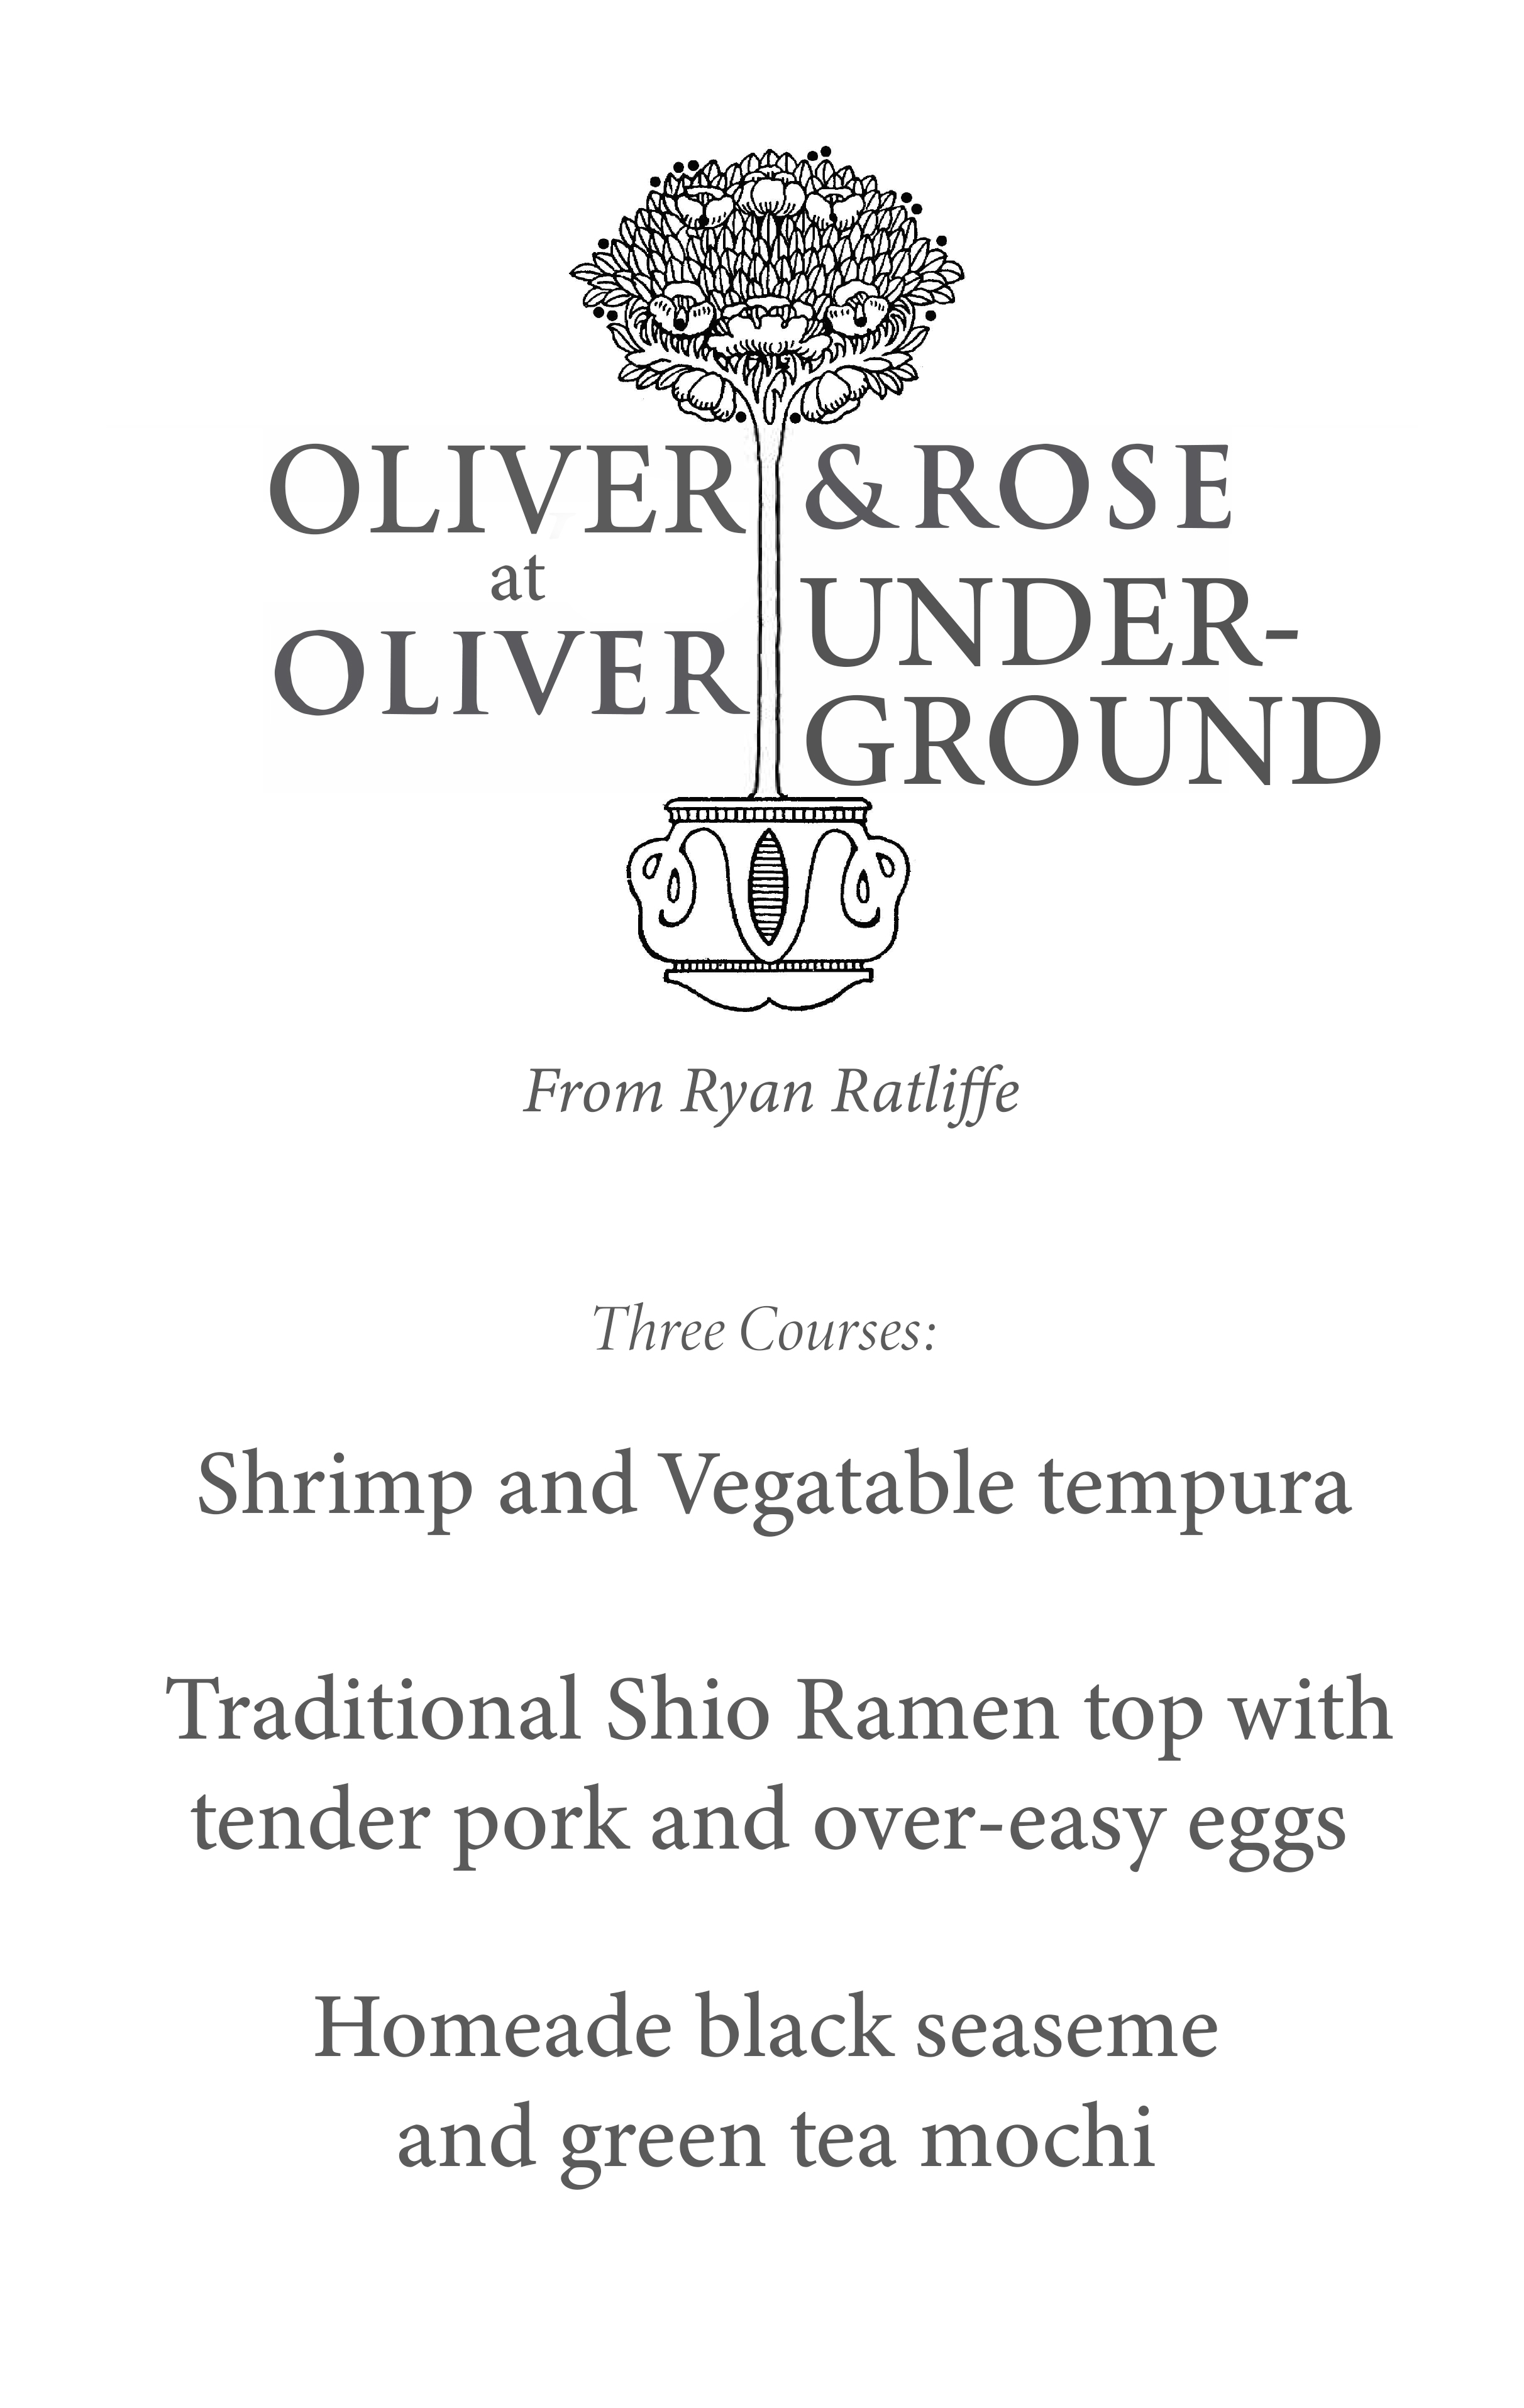 OLIVER & ROSE
at
OLIVER UNDER-
GROUND
From Ryan Ratliffe
Three Courses:
Shrimp and Vegatable tempura
Traditional Shio Ramen top with
tender pork and over-easy eggs
Homeade black seaseme
and green tea mochi